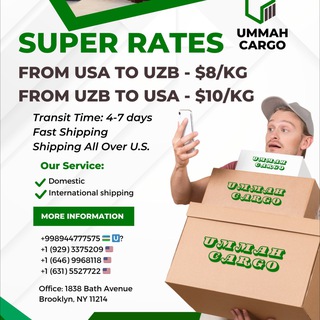 UMMAH
CARGO
SUPER RATES
FROM USA TO UZB - $8/KG
FROM UZB TO USA - $10/KG
Transit Time: 4-7 days
Fast Shipping
Shipping All Over U.S.
Our Service:
Domestic
International shipping
MORE INFORMATION
+998944777575 🇺🇿 ?
+1 (929) 3375209 🇺🇸
+1 (646) 9968118 🇺🇸
+1 (631) 5527722 🇺🇸
Office: 1838 Bath Avenue
Brooklyn, NY 11214
UMMAH
CARGO
UMMAH
CARGO
UMMAH
CARGO